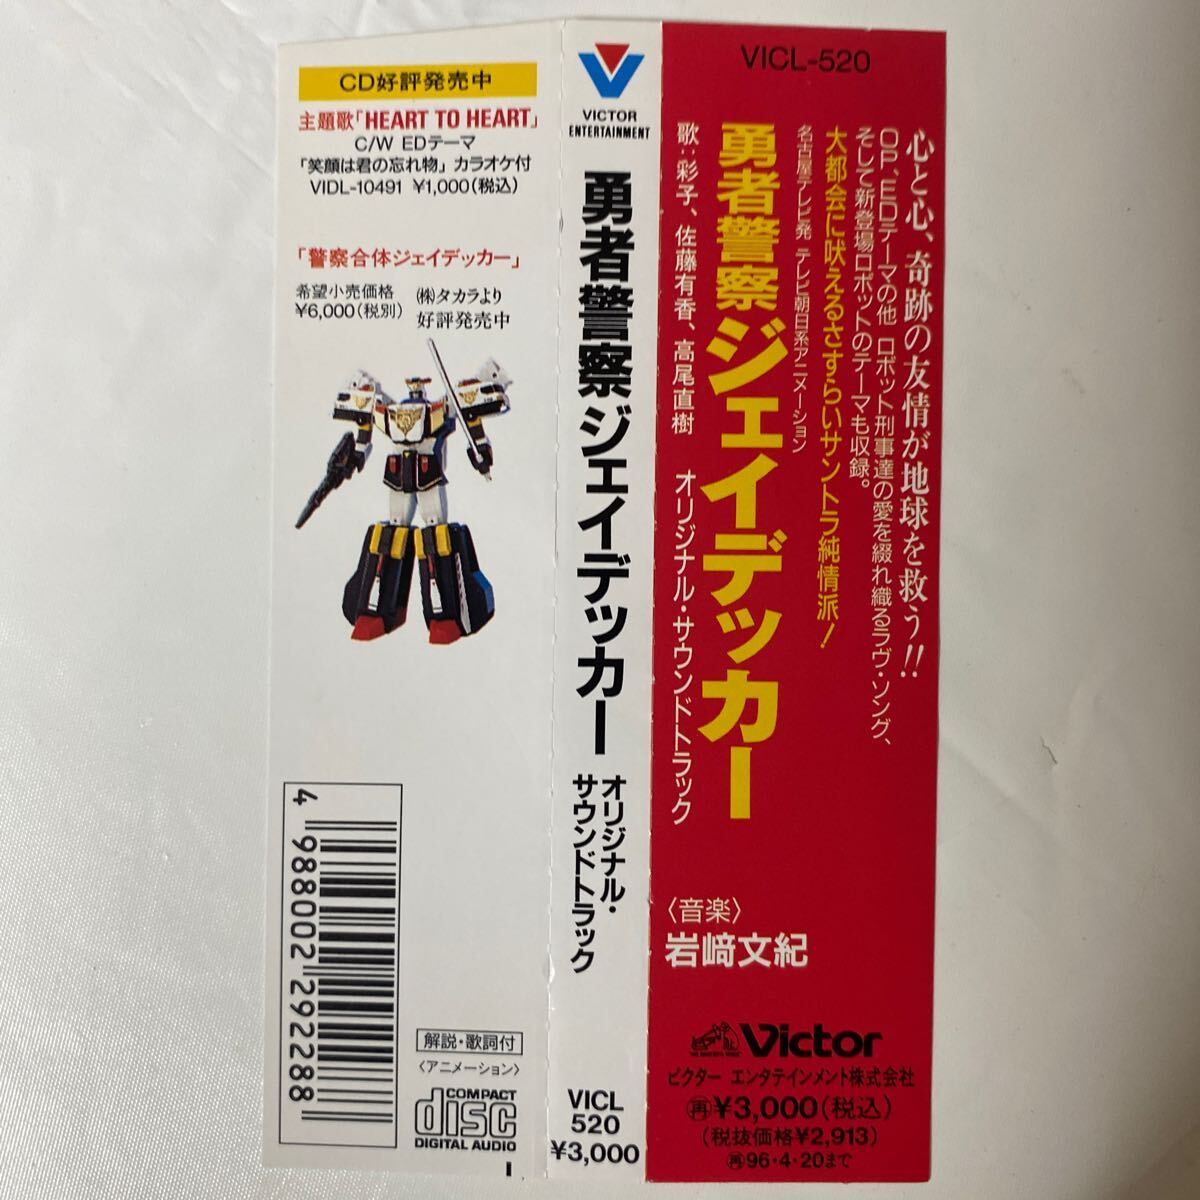 CD好評発売中
主題歌「HEART TO HEART」
C/W EDテーマ
「笑顔は君の忘れ物」カラオケ付
VIDL-10491 ¥1,000(税込)
「警察合体ジェイデッカー」
希望小売価格
¥6,000(税別)
㈱タカラより
好評発売中
4 988002 292288
解説・歌詞付
〈アニメーション〉
COMPACT
disc
DIGITAL AUDIO
I
VICTOR
ENTERTAINMENT
勇者警察ジェイデッカー
オリジナル・
サウンドトラック
VICL
520
¥3,000
VICL-520
心と心、奇跡の友情が地球を救う!!
OP、EDテーマの他 ロボット刑事達の愛を綴れ織るラヴ・ソング、
そして新登場ロボットのテーマも収録。
大都会に吠えるさすらいサントラ純情派!
名古屋テレビ発 テレビ朝日系アニメーション
勇者警察ジェイデッカー
歌:彩子、佐藤有香、高尾直樹
オリジナル・サウンドトラック
〈音楽〉
岩﨑文紀
Victor
ビクター エンタテインメント株式会社
再¥3,000(税込)
(税抜価格¥2,913)
再96・4・20まで